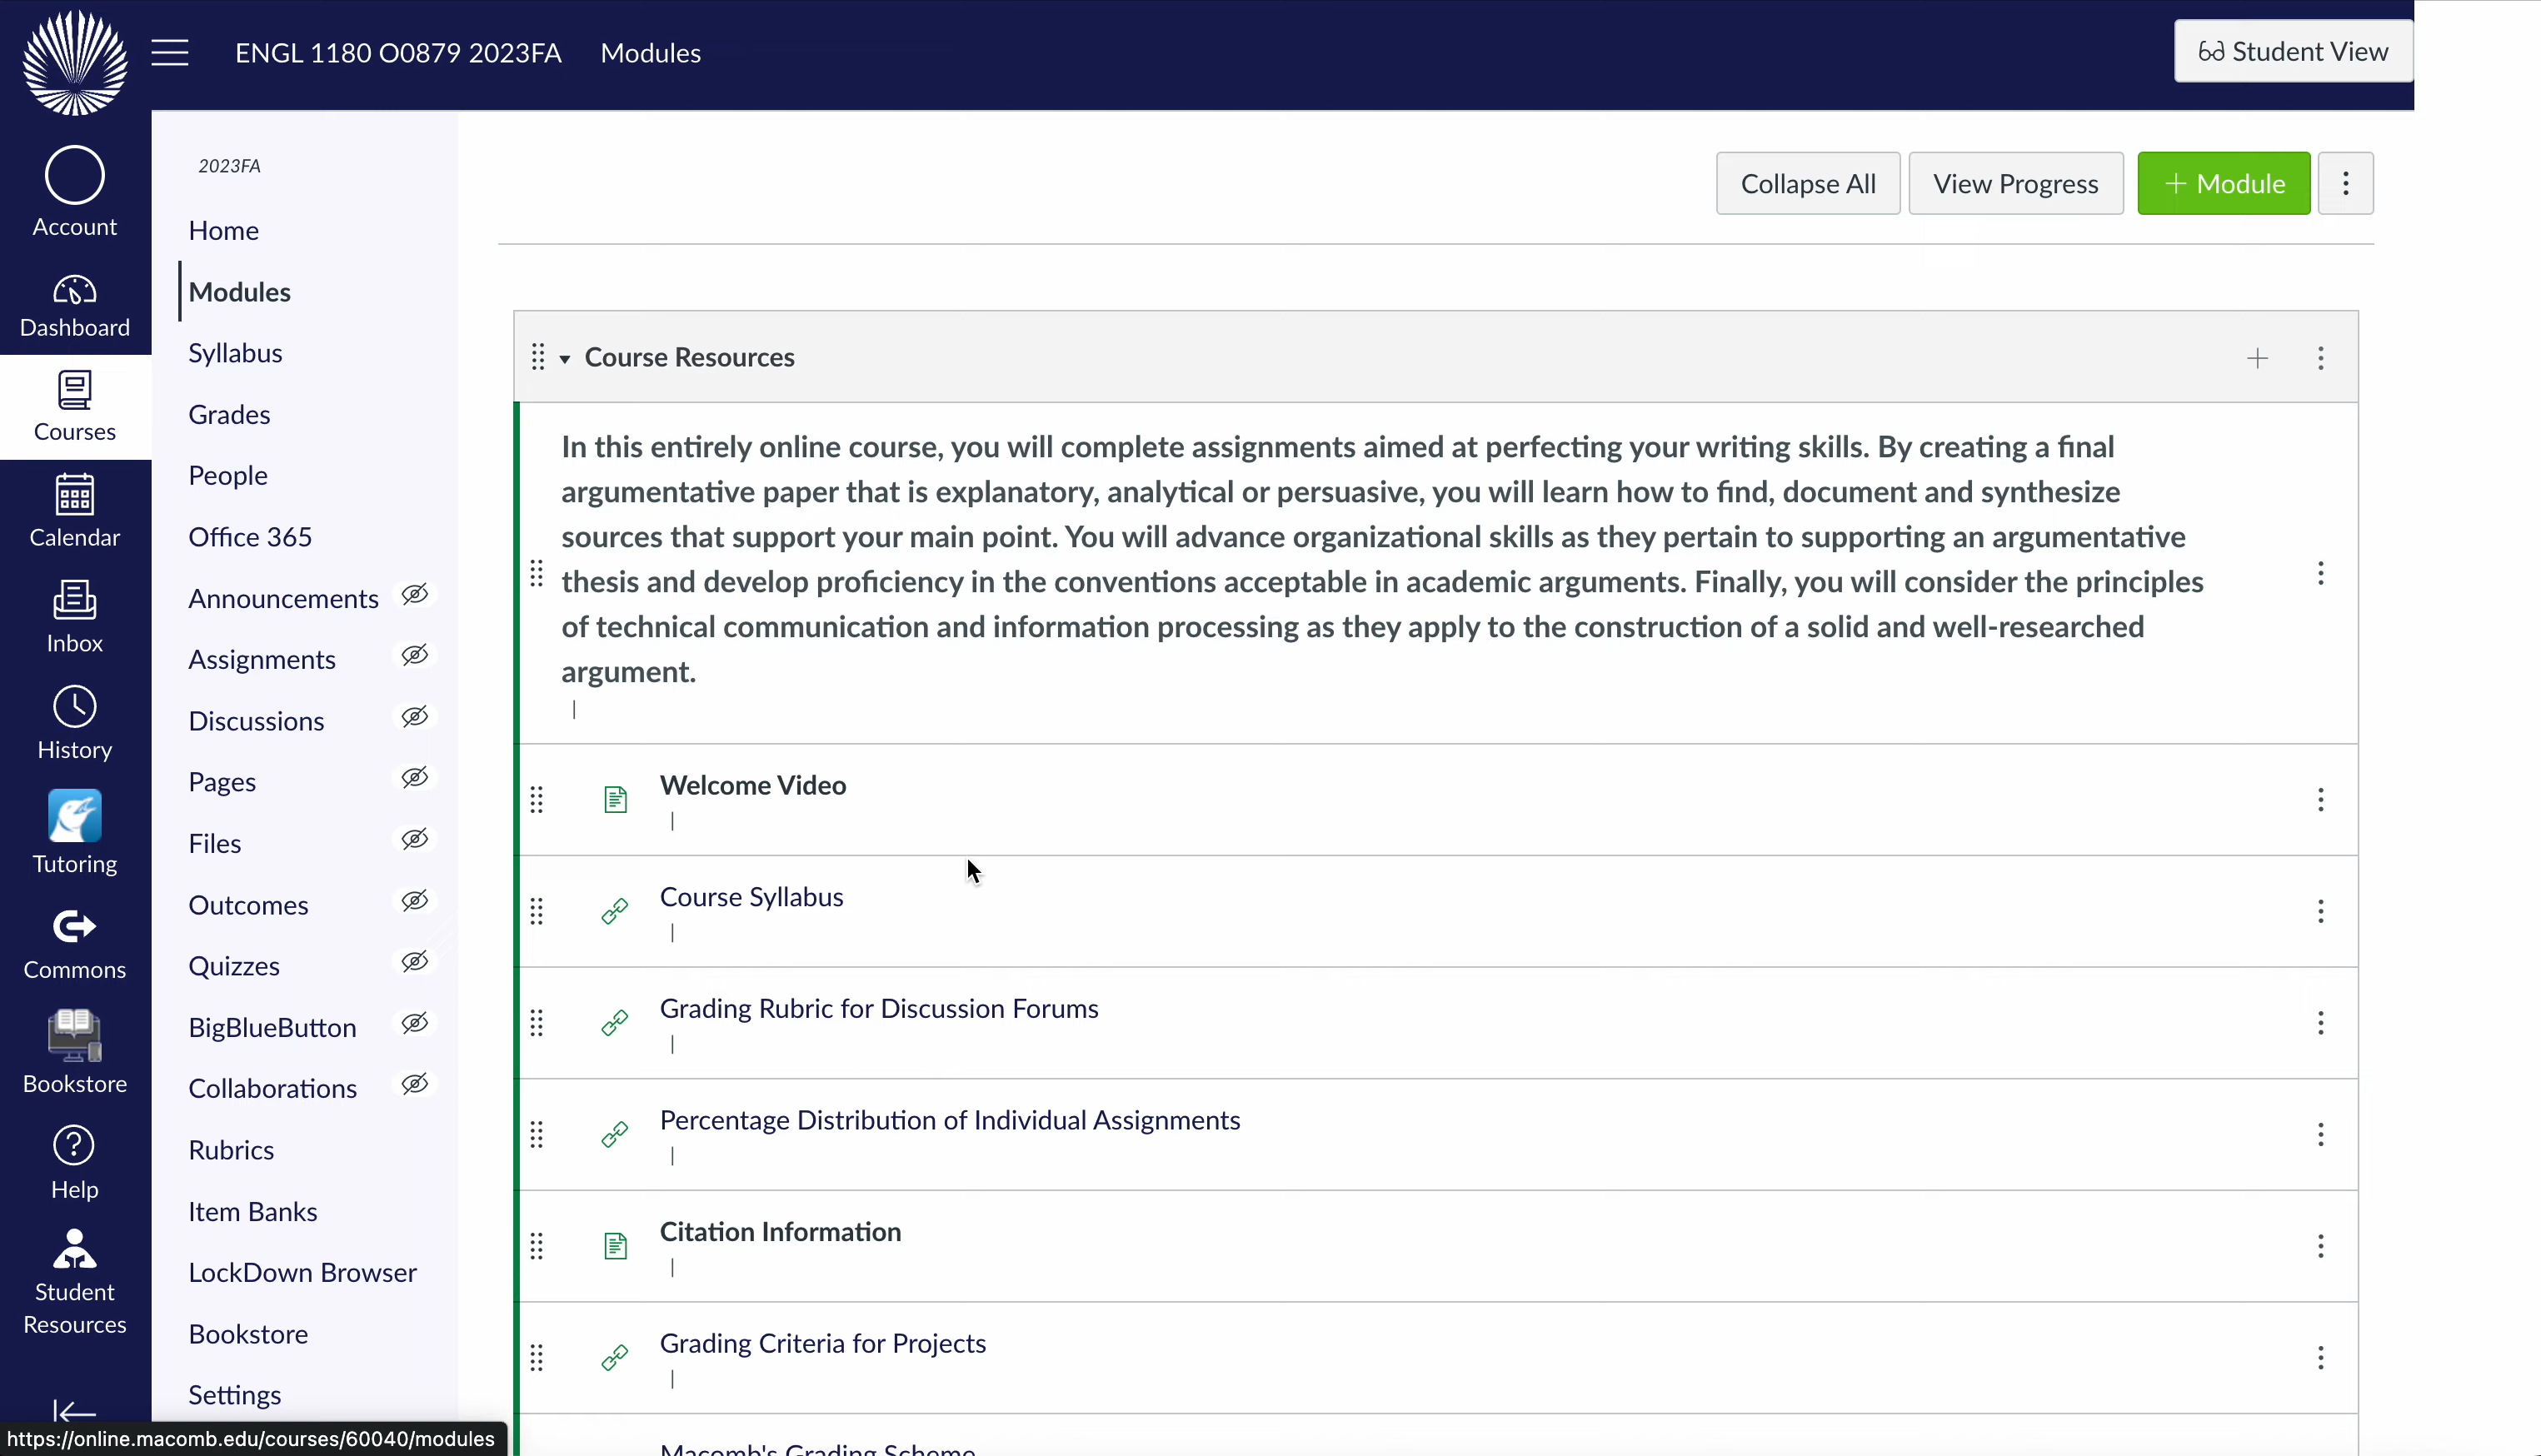 ENGL 1180 O0879 2023FA
Modules
Student View
Account
Dashboard
Courses
Calendar
Inbox
History
Tutoring
Commons
Bookstore
Help
Student
Resources
2023FA
Home
Modules
Syllabus
Grades
People
Office 365
Announcements
Assignments
Discussions
Pages
Files
Outcomes
Quizzes
BigBlueButton
Collaborations
Rubrics
Item Banks
LockDown Browser
Bookstore
Settings
Collapse All
View Progress
+ Module
Course Resources
In this entirely online course, you will complete assignments aimed at perfecting your writing skills. By creating a final
argumentative paper that is explanatory, analytical or persuasive, you will learn how to find, document and synthesize
sources that support your main point. You will advance organizational skills as they pertain to supporting an argumentative
thesis and develop proficiency in the conventions acceptable in academic arguments. Finally, you will consider the principles
of technical communication and information processing as they apply to the construction of a solid and well-researched
argument.
|
Welcome Video
|
Course Syllabus
|
Grading Rubric for Discussion Forums
|
Percentage Distribution of Individual Assignments
|
Citation Information
|
Grading Criteria for Projects
|
Macomb's Grading Scheme
https://online.macomb.edu/courses/60040/modules